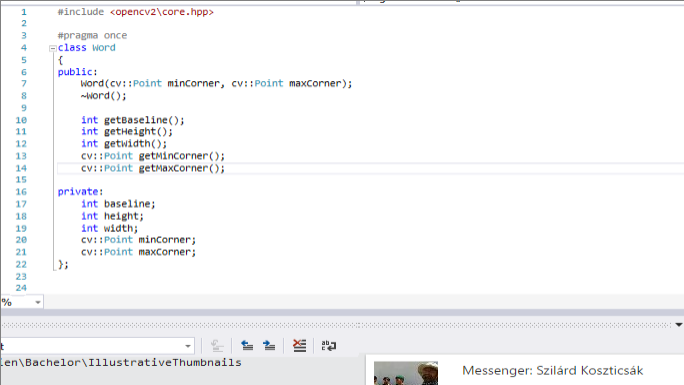 1 #include <opencv2\core.hpp>
2
3 #pragma once
4 class Word
5 {
6 public:
7 Word(cv::Point minCorner, cv::Point maxCorner);
8 ~Word();
9
10 int getBaseline();
11 int getHeight();
12 int getWidth();
13 cv::Point getMinCorner();
14 cv::Point getMaxCorner();
15
16 private:
17 int baseline;
18 int height;
19 int width;
20 cv::Point minCorner;
21 cv::Point maxCorner;
22 };
23
24
%
t
ien\Bachelor\IllustrativeThumbnails
Messenger: Szilárd Koszticsák